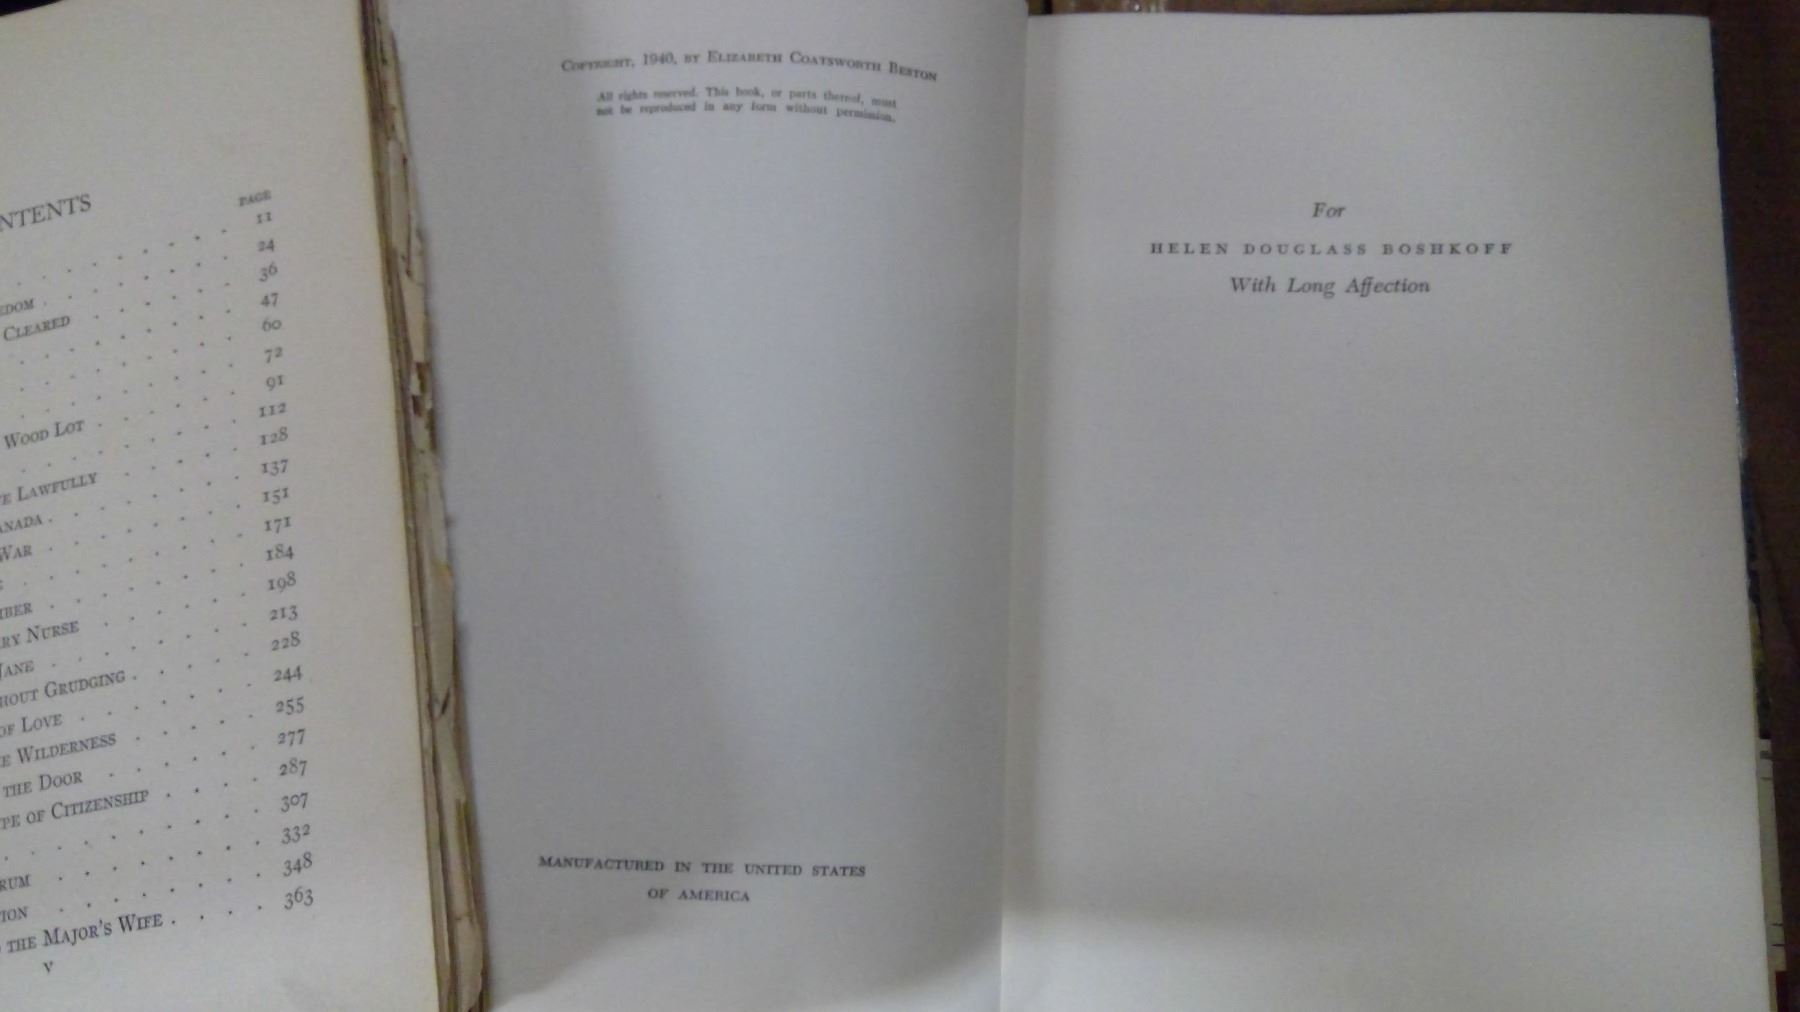 NTENTS
PAGE
. . . . . . . . 11
. . . . . . . . 24
EDOM . . . . . . . 36
CLEARED . . . . . . 47
. . . . . . . . 60
. . . . . . . . 72
. . . . . . . . 91
WOOD LOT . . . . . . 112
. . . . . . . . 128
E LAWFULLY . . . . . 137
ANADA . . . . . . . 151
WAR . . . . . . . 171
. . . . . . . . 184
BER . . . . . . . 198
RY NURSE . . . . . . 213
JANE . . . . . . . 228
HOUT GRUDGING . . . . . 244
OF LOVE . . . . . . 255
E WILDERNESS . . . . . 277
THE DOOR . . . . . . 287
PE OF CITIZENSHIP . . . . 307
. . . . . . . . 332
RUM . . . . . . . 348
TION . . . . . . . 363
THE MAJOR'S WIFE . . . .
v
COPYRIGHT, 1940, BY ELIZABETH COATSWORTH BESTON
All rights reserved. This book, or parts thereof, must
not be reproduced in any form without permission.
MANUFACTURED IN THE UNITED STATES
OF AMERICA
For
HELEN DOUGLASS BOSHKOFF
With Long Affection